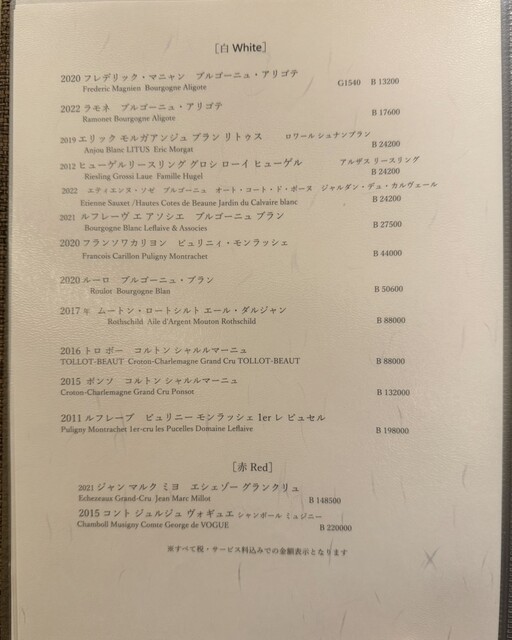 [白 White]
2020 フレデリック・マニャン ブルゴーニュ・アリゴテ
Frederic Magnien Bourgogne Aligote G1540 B 13200
2022 ラモネ ブルゴーニュ・アリゴテ
Ramonet Bourgogne Aligote B 17600
2019 エリック モルガアンジュ ブラン リトゥス ロワール シュナンブラン
Anjou Blanc LITUS Eric Morgat B 24200
2012 ヒューゲルリースリング グロシ ローイ ヒューゲル アルザス リースリング
Riesling Grossi Laue Famille Hugel B 24200
2022 エティエンヌ・ソゼ ブルゴーニュ オート・コート・ド・ボーヌ ジャルダン・デュ・カルヴェール
Etienne Sauzet /Hautes Cotes de Beaune Jardin du Calvaire blanc B 24200
2021 ルフレーヴ エ アソシエ ブルゴーニュ ブラン
Bourgogne Blanc Leflaive & Associes B 27500
2020 フランソワカリヨン ピュリニィ・モンラッシェ
Francois Carillon Puligny Montrachet B 44000
2020 ルーロ ブルゴーニュ・ブラン
Roulot Bourgogne Blan B 50600
2017 年 ムートン・ロートシルト エール・ダルジャン
Rothschild Aile d'Argent Mouton Rothschild B 88000
2016 トロ ボー コルトン シャルルマーニュ
TOLLOT-BEAUT Croton-Charlemagne Grand Cru TOLLOT-BEAUT B 88000
2015 ポンソ コルトン シャルルマーニュ
Croton-Charlemagne Grand Cru Ponsot B 132000
2011 ルフレーブ ピュリニー モンラッシェ 1er レ ピュセル
Puligny Montrachet 1er-cru les Pucelles Domaine Leflaive B 198000
[赤 Red]
2021 ジャン マルク ミヨ エシェゾー グランクリュ
Echezeaux Grand-Cru Jean Marc Millot B 148500
2015 コント ジョルジュ ヴォギュエ シャンボール ミュジニー
Chamboll Musigny Comte George de VOGUE B 220000
※すべて税・サービス料込みでの金額表示となります